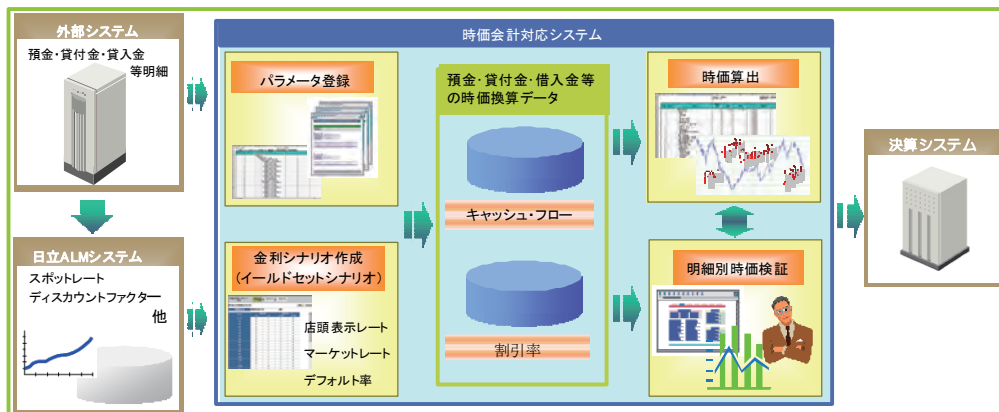 外部システム
預金・貸付金・貸入金
等明細
日立ALMシステム
スポットレート
ディスカウントファクター
他
時価会計対応システム
パラメータ登録
金利シナリオ作成
(イールドセットシナリオ)
店頭表示レート
マーケットレート
デフォルト率
預金・貸付金・借入金等
の時価換算データ
キャッシュ・フロー
割引率
時価算出
明細別時価検証
決算システム